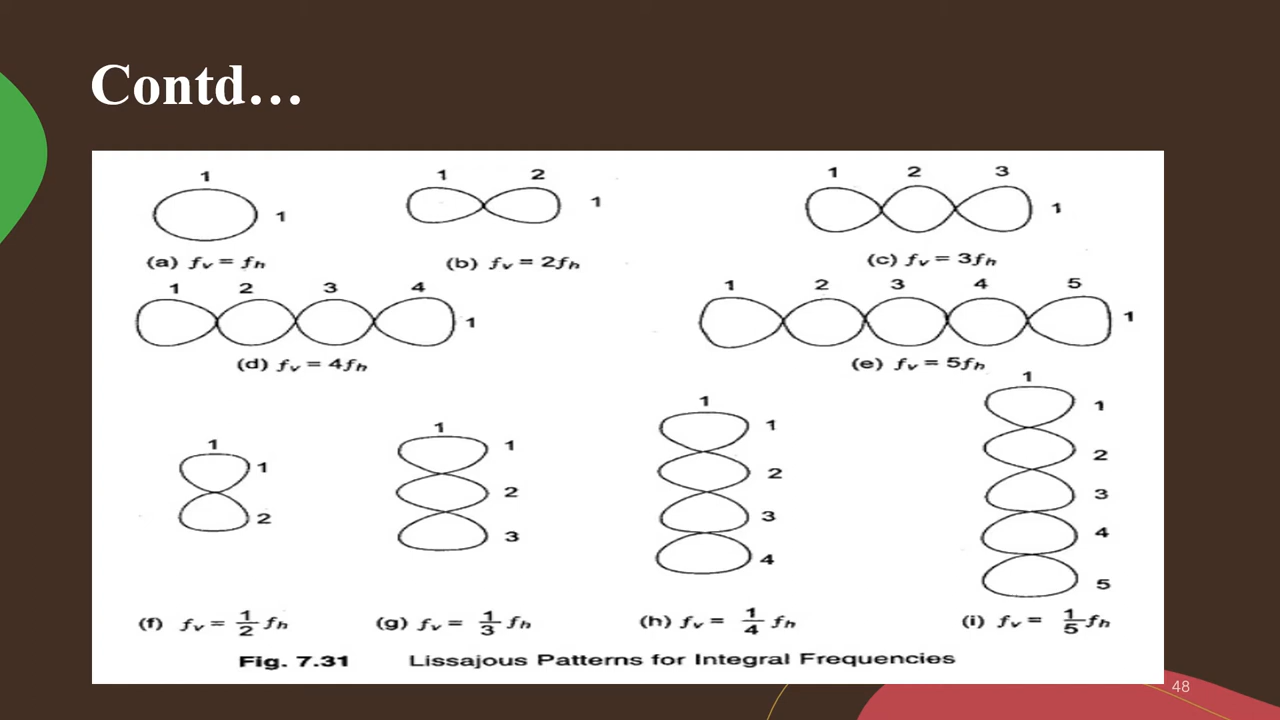 Contd…
1 1 2 1 2 3
1 1 1
(a) fv = fh (b) fv = 2fh (c) fv = 3fh
1 2 3 4 1 2 3 4 5
1 1
(d) fv = 4fh (e) fv = 5fh
1 1 1 1
1 1 1 1
2 2 2 2
3 3 3
4 4
5
(f) fv = 1/2 fh (g) fv = 1/3 fh (h) fv = 1/4 fh (i) fv = 1/5 fh
Fig. 7.31 Lissajous Patterns for Integral Frequencies
48